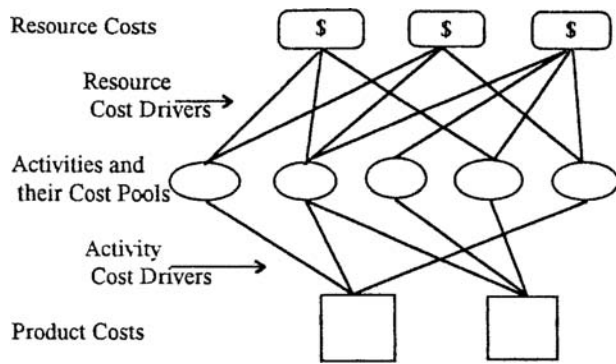 Resource Costs
$ $ $
Resource
Cost Drivers
Activities and
their Cost Pools
Activity
Cost Drivers
Product Costs